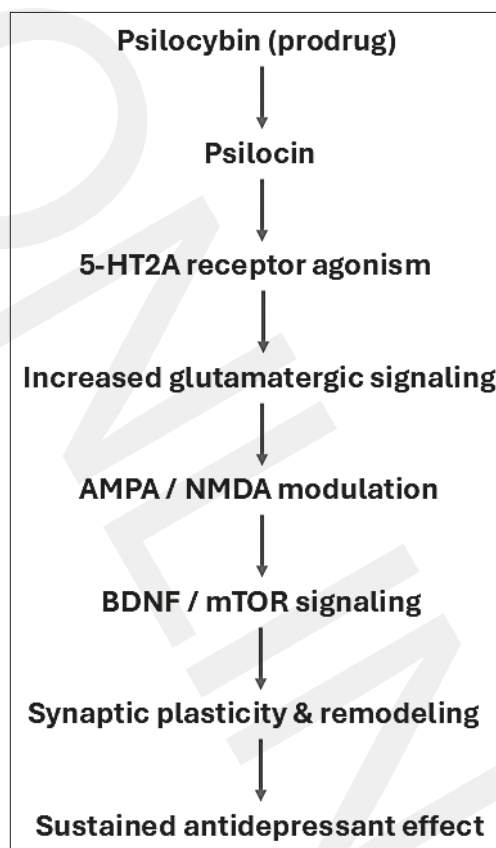 Psilocybin (prodrug)
Psilocin
5-HT2A receptor agonism
Increased glutamatergic signaling
AMPA / NMDA modulation
BDNF / mTOR signaling
Synaptic plasticity & remodeling
Sustained antidepressant effect